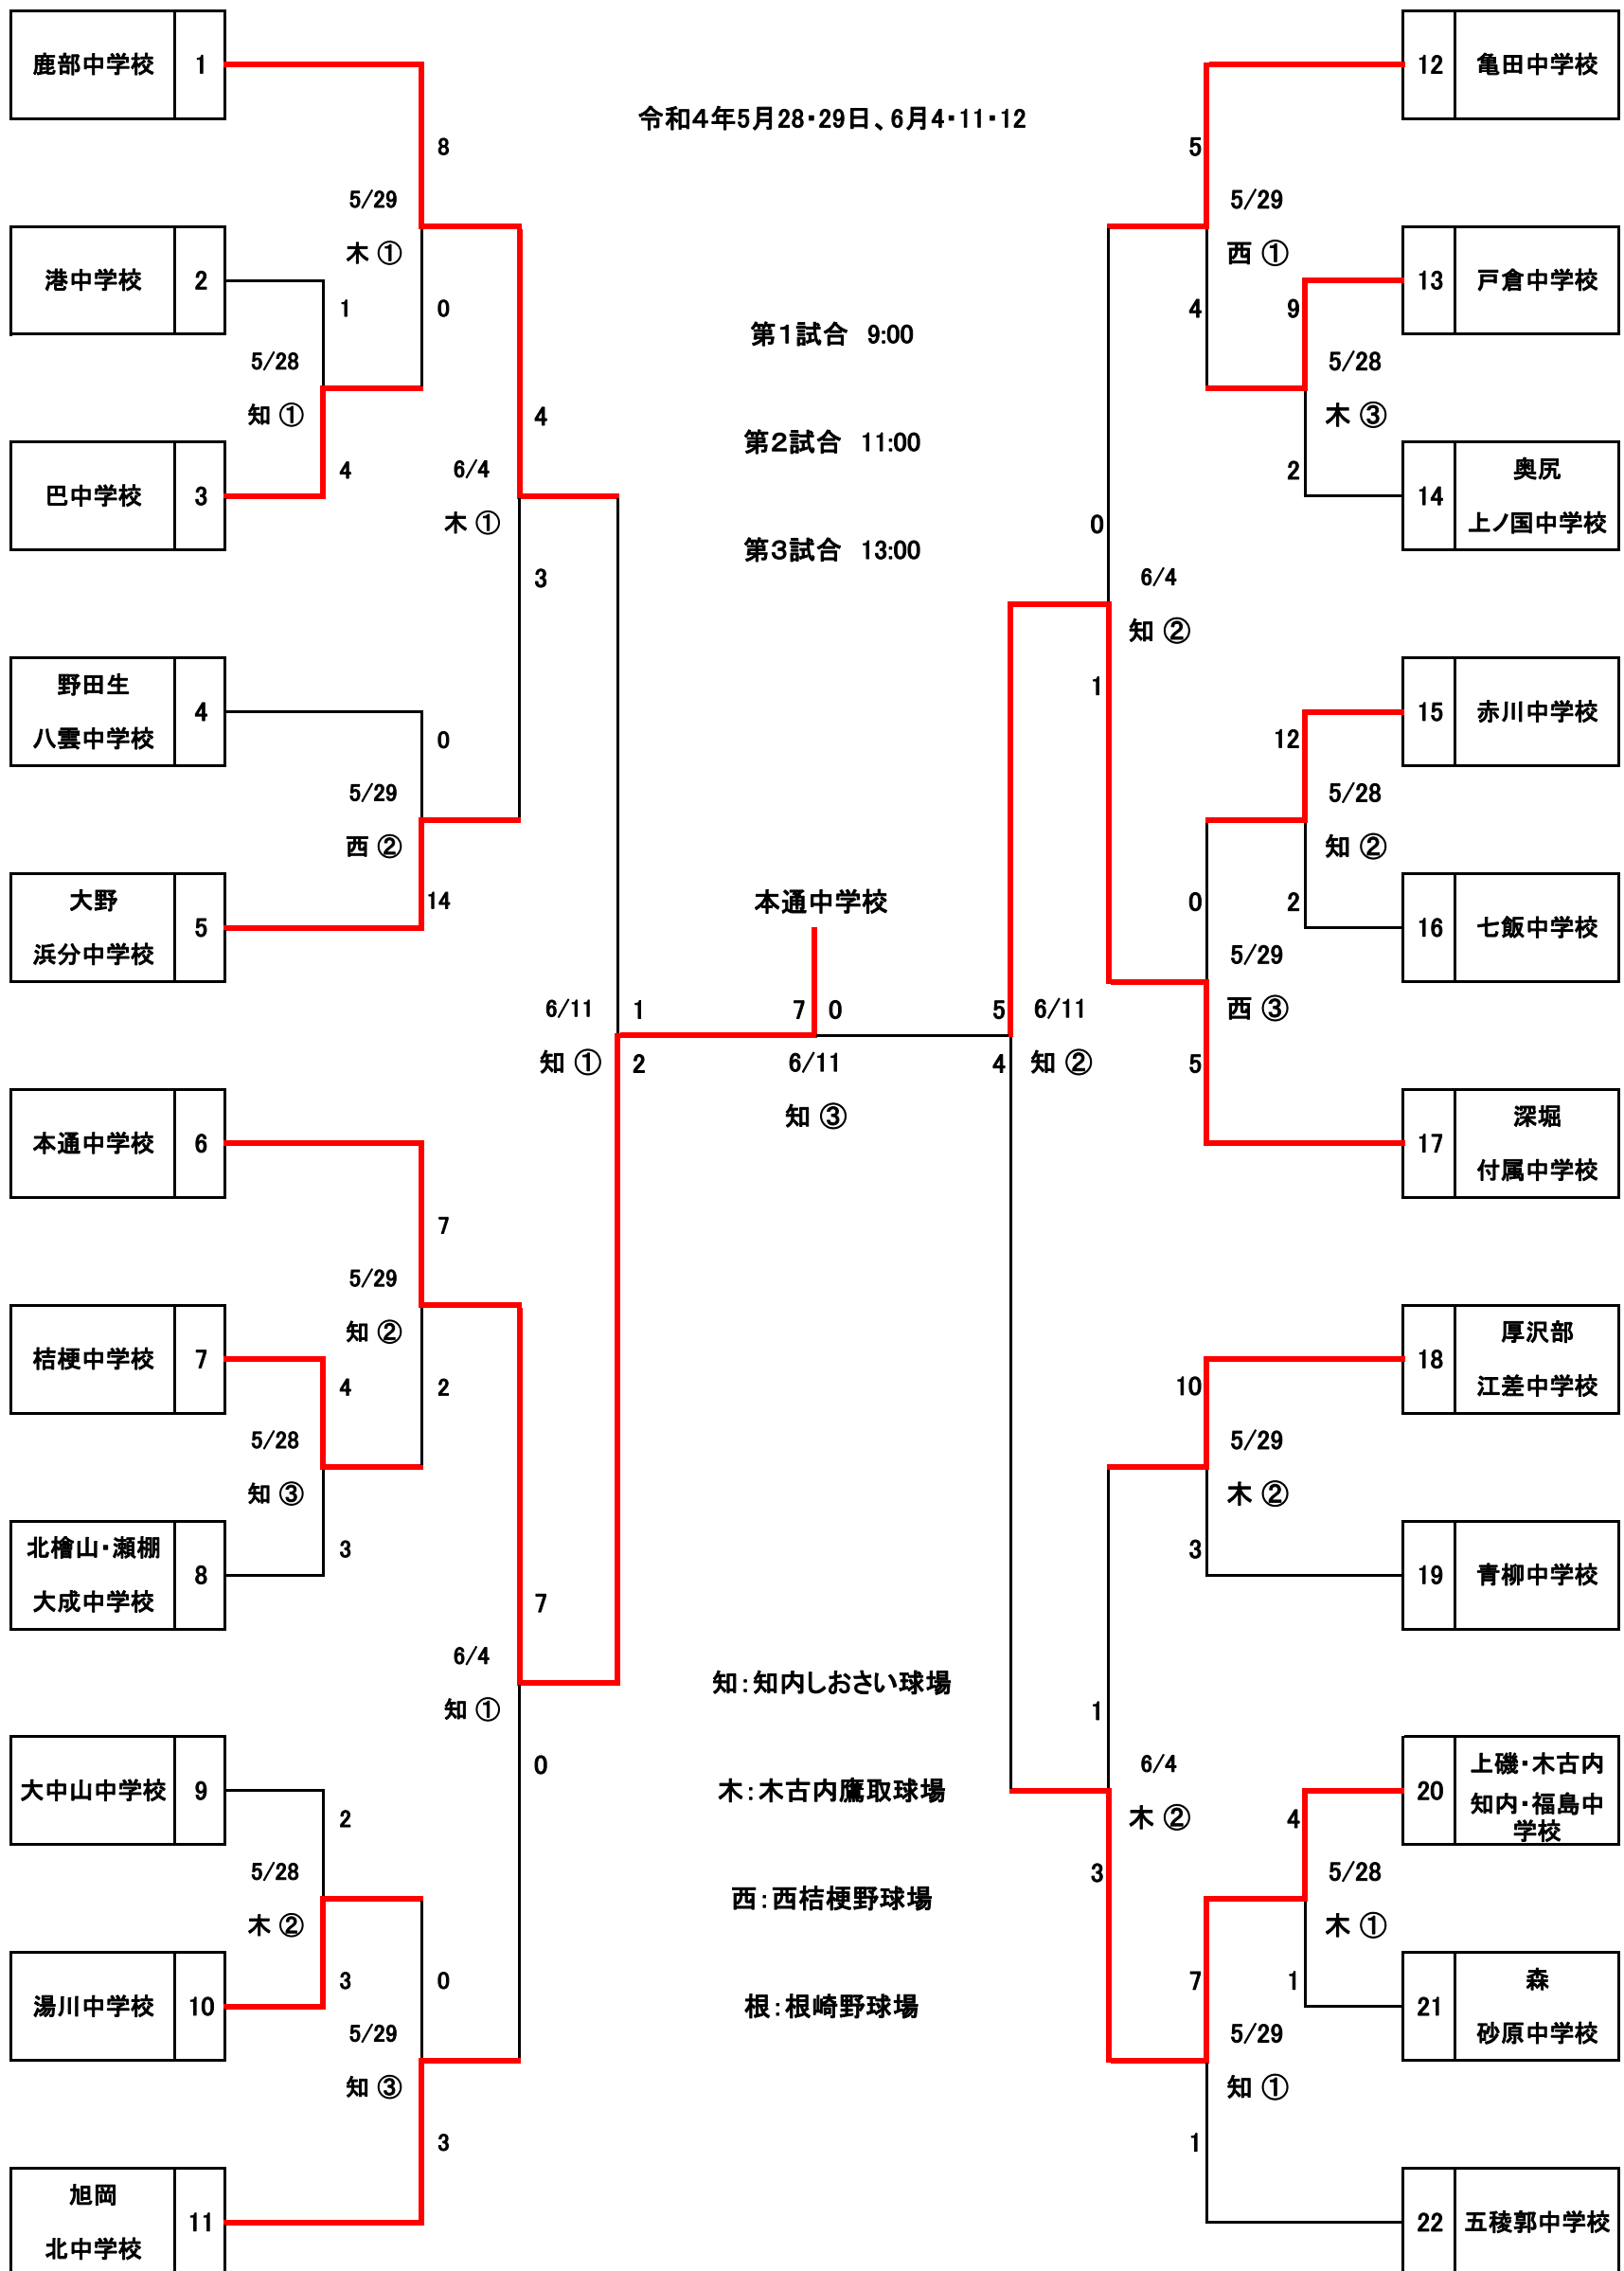 鹿部中学校 1
港中学校 2
巴中学校 3
野田生
八雲中学校 4
大野
浜分中学校 5
本通中学校 6
桔梗中学校 7
北檜山・瀬棚
大成中学校 8
大中山中学校 9
湯川中学校 10
旭岡
北中学校 11
8
5/29
木 ①
0
1
5/28
知 ①
4
4
6/4
木 ①
3
0
5/29
西 ②
14
7
5/29
知 ②
2
4
5/28
知 ③
3
7
6/4
知 ①
0
2
5/28
木 ②
3
0
5/29
知 ③
3
6/11
知 ①
1
2
令和4年5月28・29日、6月4・11・12
第1試合 9:00
第2試合 11:00
第3試合 13:00
本通中学校
7 0
6/11
知 ③
知：知内しおさい球場
木：木古内鷹取球場
西：西桔梗野球場
根：根崎野球場
5
4
6/11
知 ②
5
5/29
西 ①
4
9
5/28
木 ③
2
0
6/4
知 ②
1
12
5/28
知 ②
2
0
5/29
西 ③
5
10
5/29
木 ②
3
1
6/4
木 ②
3
4
5/28
木 ①
1
7
5/29
知 ①
1
12 亀田中学校
13 戸倉中学校
14 奥尻
上ノ国中学校
15 赤川中学校
16 七飯中学校
17 深堀
付属中学校
18 厚沢部
江差中学校
19 青柳中学校
20 上磯・木古内
知内・福島中
学校
21 森
砂原中学校
22 五稜郭中学校